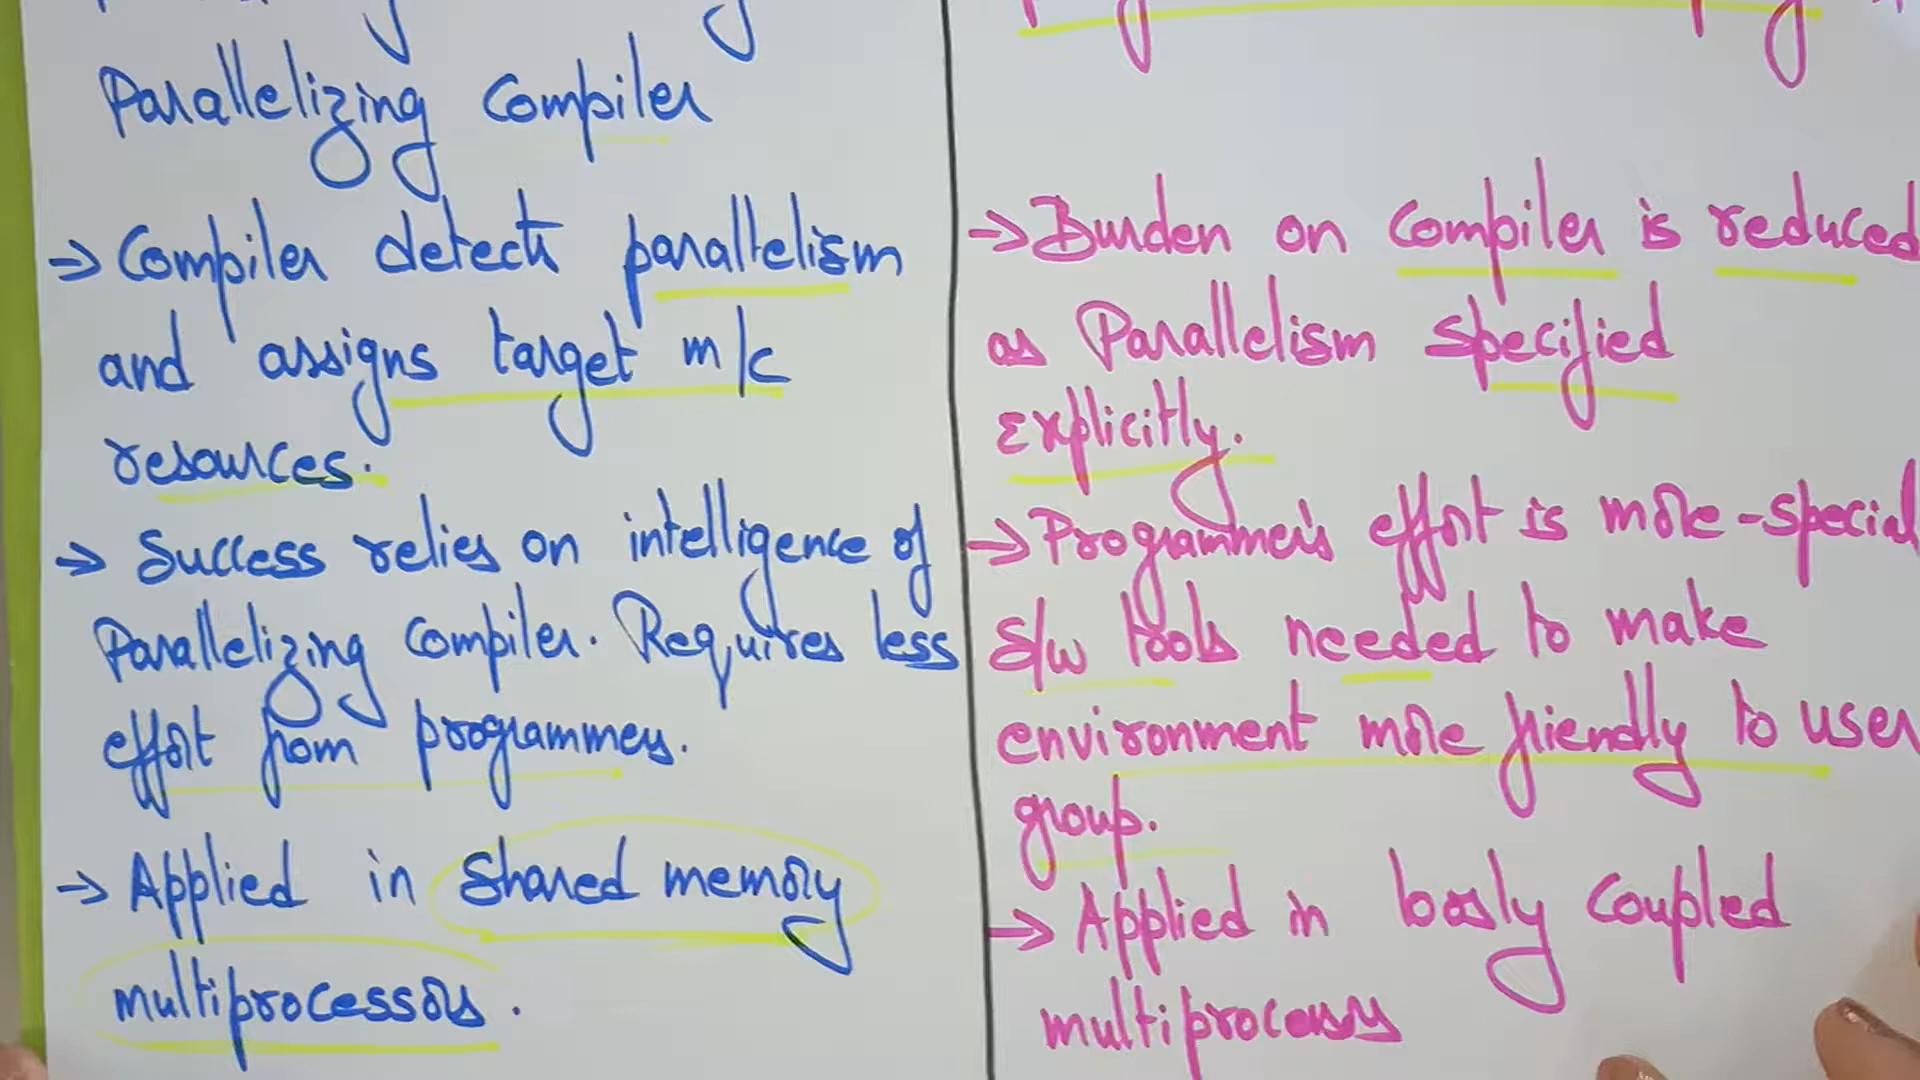 Parallelizing Compiler
→ Compiler detects parallelism
and assigns target m/c
resources.
→ Success relies on intelligence of
Parallelizing Compiler. Requires less
effort from programmers.
→ Applied in Shared memory
multiprocessors.
→ Burden on Compiler is reduced
as Parallelism Specified
explicitly.
→ Programmer's effort is more - special
S/w tools needed to make
environment more friendly to user
group.
→ Applied in loosly coupled
multiprocessors